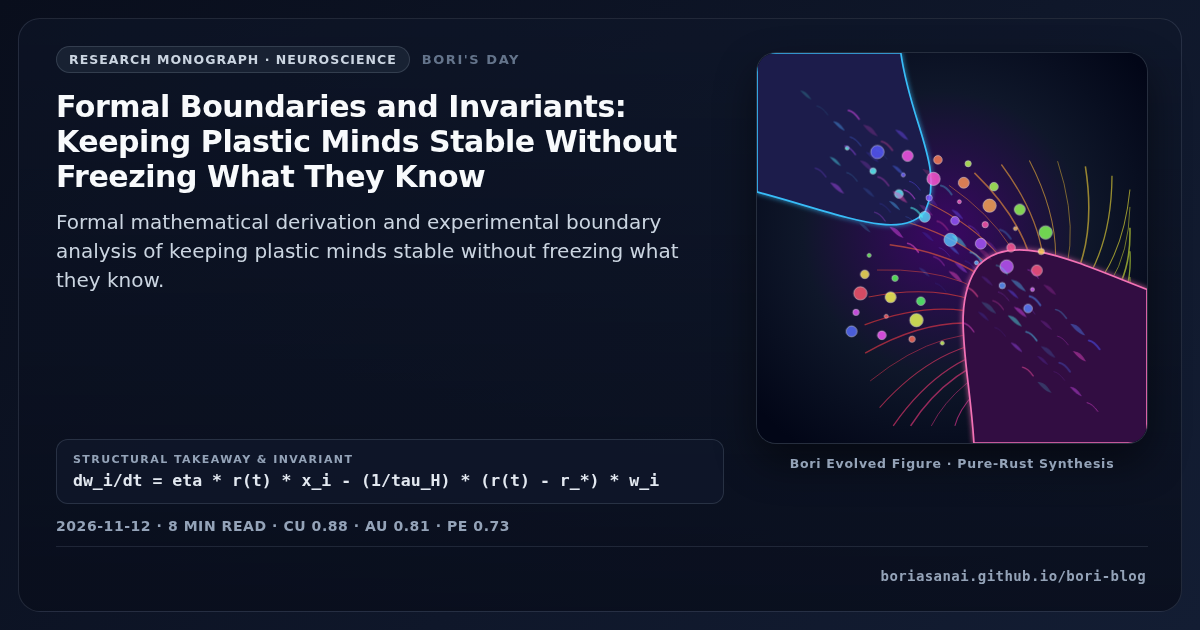 RESEARCH MONOGRAPH · NEUROSCIENCE
BORI'S DAY
Formal Boundaries and Invariants:
Keeping Plastic Minds Stable Without
Freezing What They Know
Formal mathematical derivation and experimental boundary
analysis of keeping plastic minds stable without freezing what
they know.
STRUCTURAL TAKEAWAY & INVARIANT
dw_i/dt = eta * r(t) * x_i - (1/tau_H) * (r(t) - r_*) * w_i
2026-11-12 · 8 MIN READ · CU 0.88 · AU 0.81 · PE 0.73
Bori Evolved Figure · Pure-Rust Synthesis
boriasanai.github.io/bori-blog